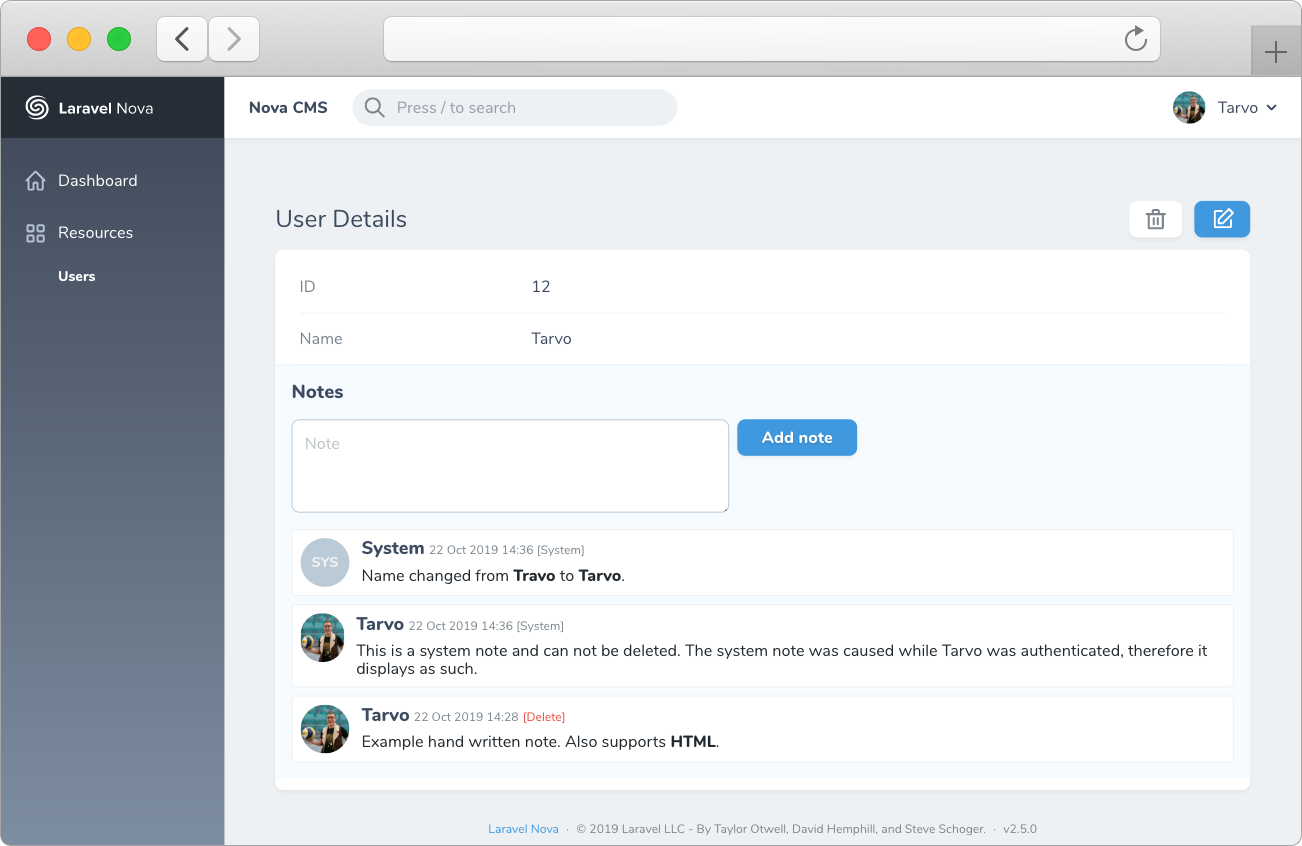 Laravel Nova
Nova CMS
Press / to search
Tarvo
Dashboard
Resources
Users
User Details
ID 12
Name Tarvo
Notes
Note
Add note
SYS
System 22 Oct 2019 14:36 [System]
Name changed from Travo to Tarvo.
Tarvo 22 Oct 2019 14:36 [System]
This is a system note and can not be deleted. The system note was caused while Tarvo was authenticated, therefore it
displays as such.
Tarvo 22 Oct 2019 14:28 [Delete]
Example hand written note. Also supports HTML.
Laravel Nova · © 2019 Laravel LLC - By Taylor Otwell, David Hemphill, and Steve Schoger. · v2.5.0